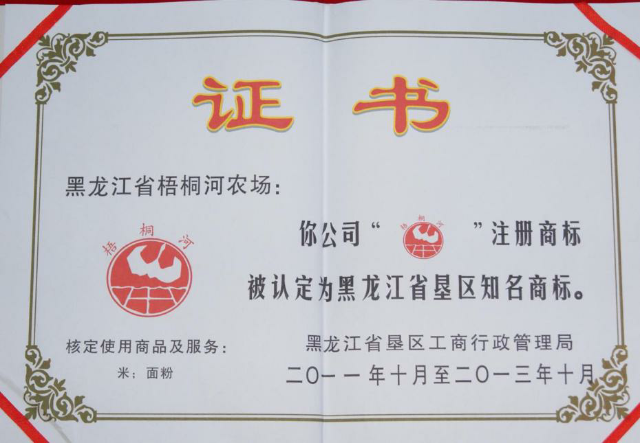 证书
黑龙江省梧桐河农场：
梧桐河
核定使用商品及服务：
米；面粉
你公司“梧桐河”注册商标
被认定为黑龙江省垦区知名商标。
黑龙江省垦区工商行政管理局
二〇一一年十月至二〇一三年十月